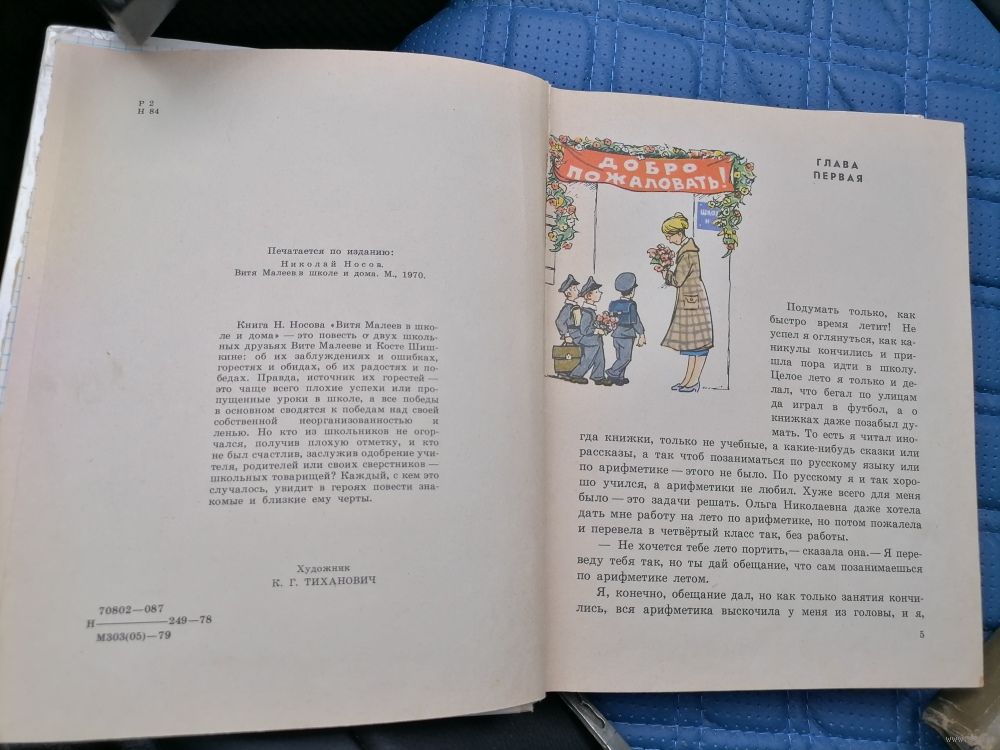 Р 2
Н 84
Печатается по изданию:
Николай Носов.
Витя Малеев в школе и дома. М., 1970.
Книга Н. Носова «Витя Малеев в шко-
ле и дома» — это повесть о двух школь-
ных друзьях Вите Малееве и Косте Шиш-
кине: об их заблуждениях и ошибках,
горестях и обидах, об их радостях и по-
бедах. Правда, источник их горестей —
это чаще всего плохие успехи или про-
пущенные уроки в школе, а все победы
в основном сводятся к победам над своей
собственной неорганизованностью и
ленью. Но кто из школьников не огор-
чался, получив плохую отметку, и кто
не был счастлив, заслужив одобрение учи-
теля, родителей или своих сверстников —
школьных товарищей? Каждый, с кем это
случалось, увидит в героях повести зна-
комые и близкие ему черты.
Художник
К. Г. ТИХАНОВИЧ
70802—087
Н————249—78
М303(05)—79
ДОБРО
ПОЖАЛОВАТЬ!
ГЛАВА
ПЕРВАЯ
Подумать только, как
быстро время летит! Не
успел я оглянуться, как ка-
никулы кончились и при-
шла пора идти в школу.
Целое лето я только и де-
лал, что бегал по улицам
да играл в футбол, а о
книжках даже позабыл ду-
мать. То есть я читал ино-
гда книжки, только не учебные, а какие-нибудь сказки или
рассказы, а так чтоб позаниматься по русскому языку или
по арифметике — этого не было. По русскому я и так хоро-
шо учился, а арифметики не любил. Хуже всего для меня
было — это задачи решать. Ольга Николаевна даже хотела
дать мне работу на лето по арифметике, но потом пожалела
и перевела в четвёртый класс так, без работы.
— Не хочется тебе лето портить,— сказала она.— Я пере-
веду тебя так, но ты дай обещание, что сам позанимаешься
по арифметике летом.
Я, конечно, обещание дал, но как только занятия кончи-
лись, вся арифметика выскочила у меня из головы, и я,
5